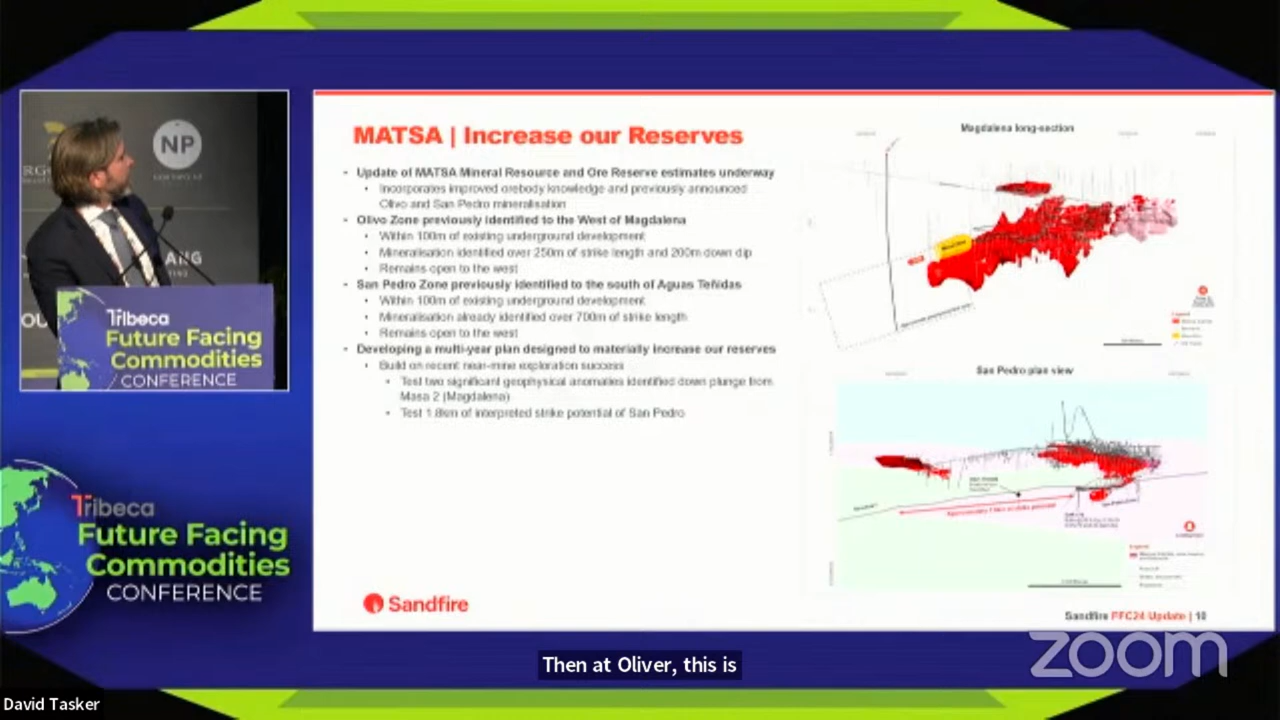 NP
ANG
Tribeca
Future Facing
Commodities
CONFERENCE
Tribeca
Future Facing
Commodities
CONFERENCE
MATSA | Increase our Reserves
- Update of MATSA Mineral Resource and Ore Reserve estimates underway
• Incorporates improved orebody knowledge and previously announced
Olivo and San Pedro mineralisation
- Olivo Zone previously identified to the West of Magdalena
• Within 100m of existing underground development
• Mineralisation identified over 250m of strike length and 200m down dip
• Remains open to the west
- San Pedro Zone previously identified to the south of Aguas Teñidas
• Within 100m of existing underground development
• Mineralisation already identified over 700m of strike length
• Remains open to the west
- Developing a multi-year plan designed to materially increase our reserves
• Build on recent near-mine exploration success
• Test two significant geophysical anomalies identified down plunge from
Masa 2 (Magdalena)
• Test 1.8km of interpreted strike potential of San Pedro
Magdalena long-section
San Pedro plan view
Sandfire
Sandfire FFC24 Update | 10
zoom
Then at Oliver, this is
David Tasker